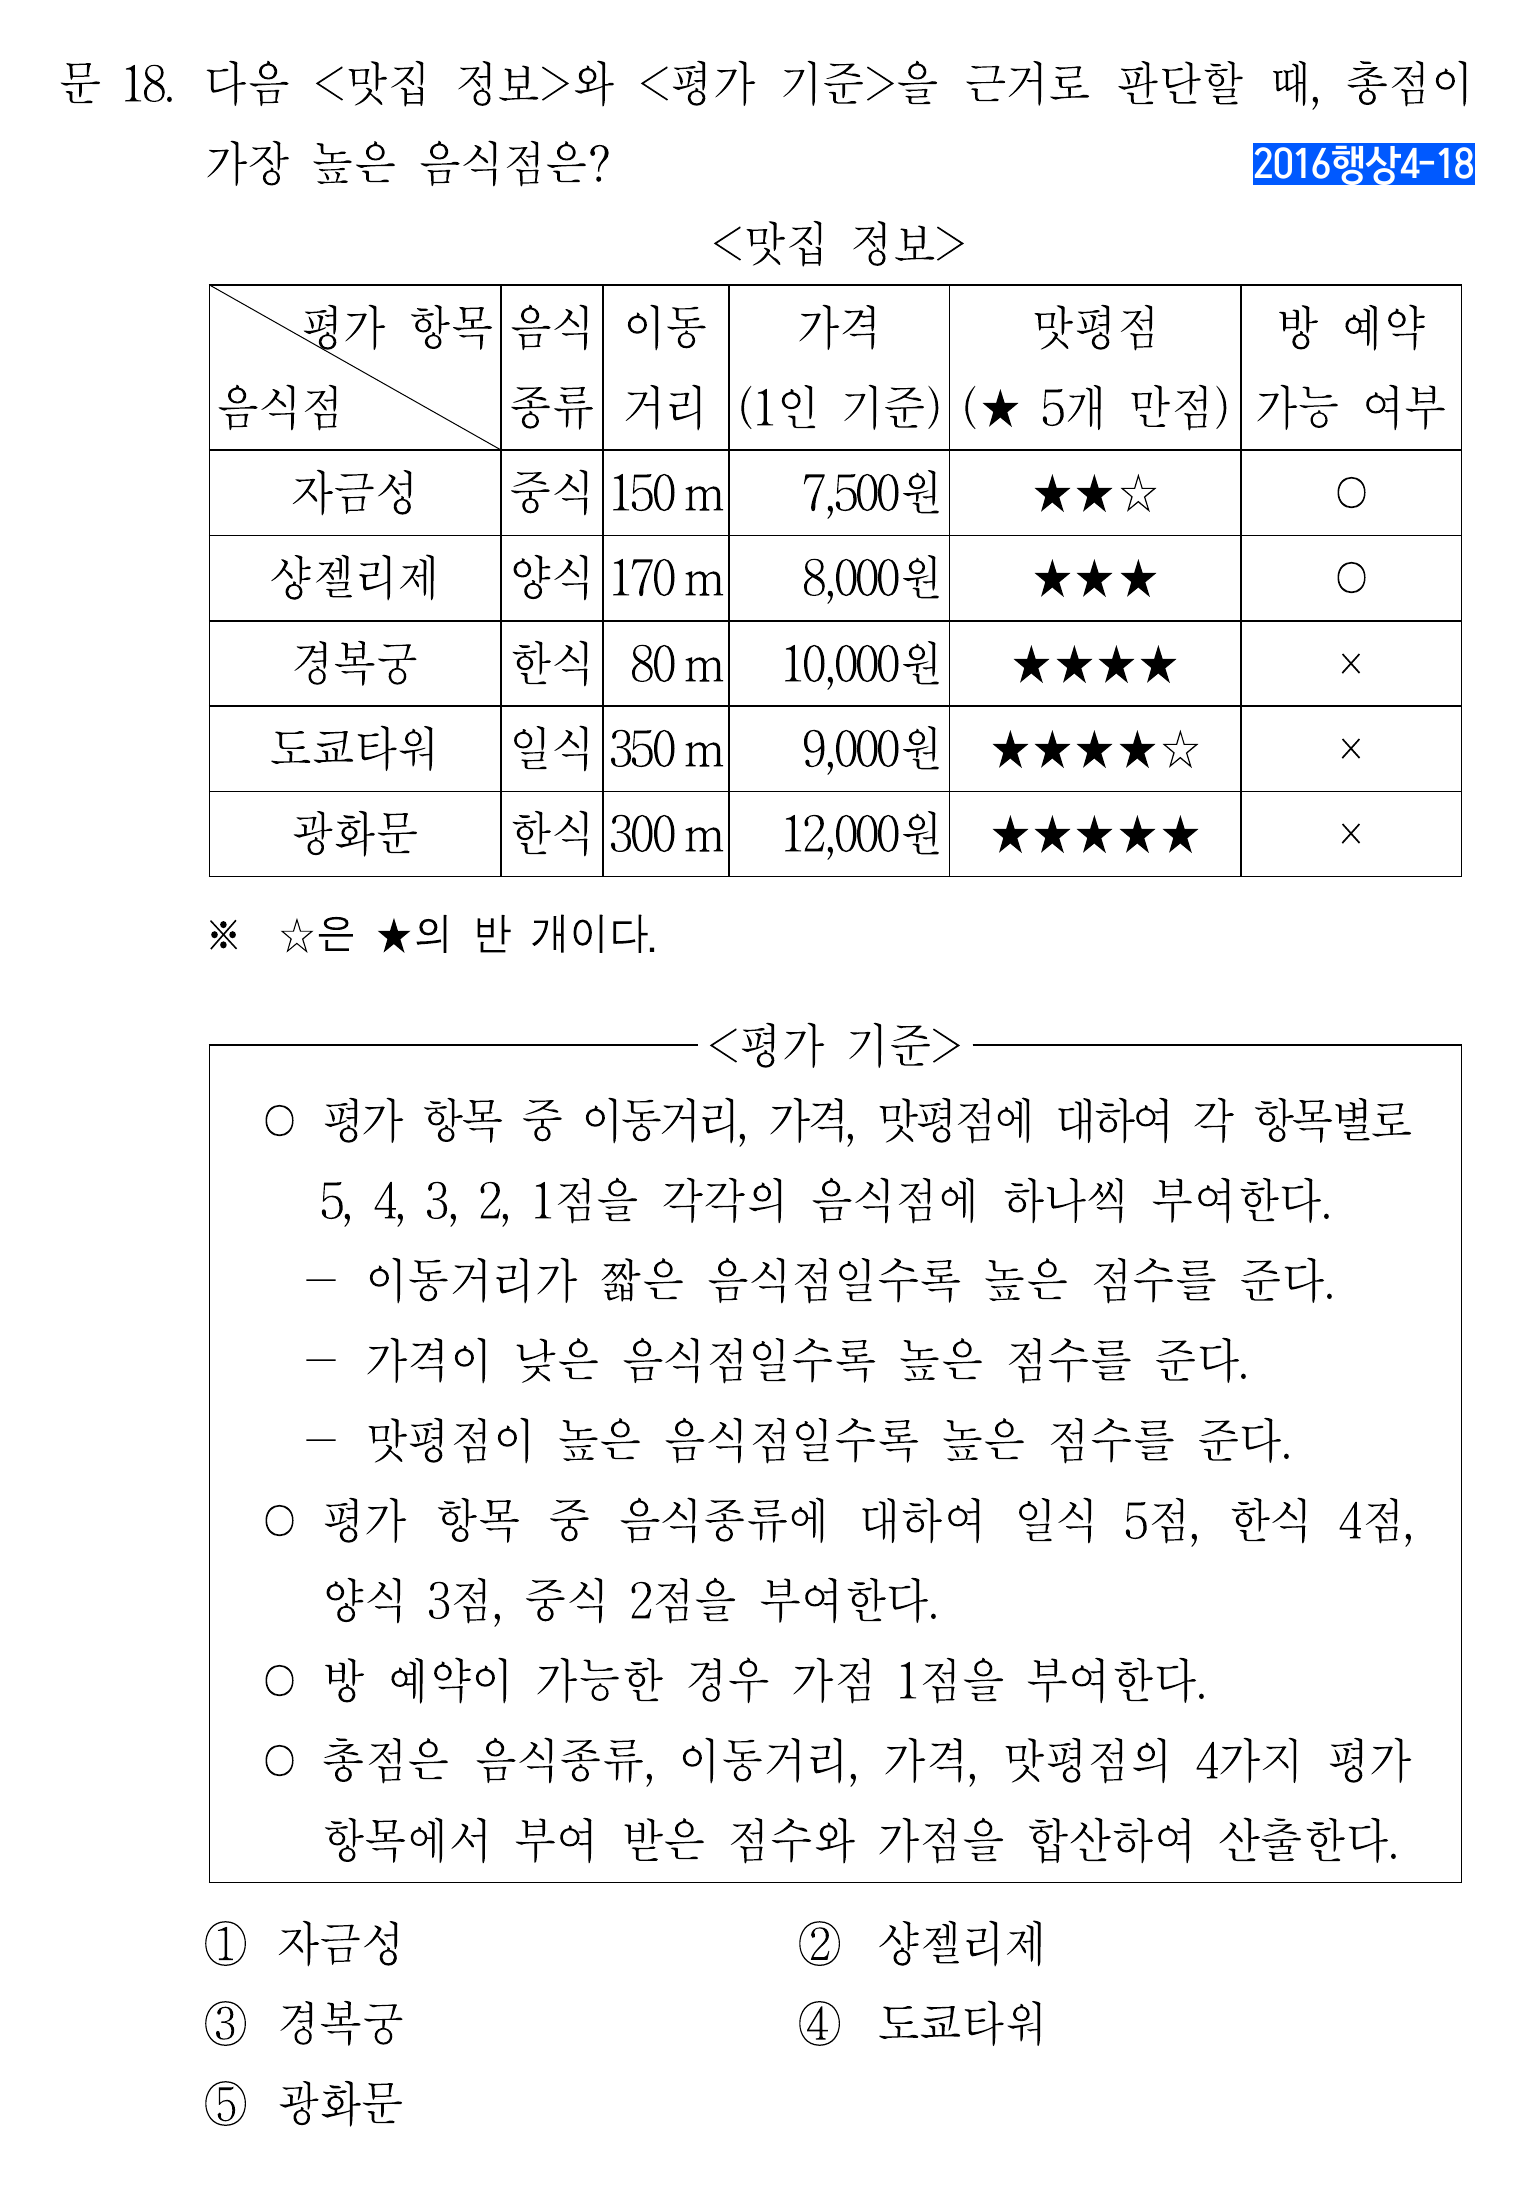 문 18. 다음 <맛집 정보>와 <평가 기준>을 근거로 판단할 때, 총점이
가장 높은 음식점은? 2016행상4-18
<맛집 정보>
평가 항목 음식 이동 가격 맛평점 방 예약
음식점 종류 거리 (1인 기준) (★ 5개 만점) 가능 여부
자금성 중식 150 m 7,500원 ★★☆ ○
샹젤리제 양식 170 m 8,000원 ★★★ ○
경복궁 한식 80 m 10,000원 ★★★★ ×
도쿄타워 일식 350 m 9,000원 ★★★★☆ ×
광화문 한식 300 m 12,000원 ★★★★★ ×
※ ☆은 ★의 반 개이다.
<평가 기준>
○ 평가 항목 중 이동거리, 가격, 맛평점에 대하여 각 항목별로
5, 4, 3, 2, 1점을 각각의 음식점에 하나씩 부여한다.
－ 이동거리가 짧은 음식점일수록 높은 점수를 준다.
－ 가격이 낮은 음식점일수록 높은 점수를 준다.
－ 맛평점이 높은 음식점일수록 높은 점수를 준다.
○ 평가 항목 중 음식종류에 대하여 일식 5점, 한식 4점,
양식 3점, 중식 2점을 부여한다.
○ 방 예약이 가능한 경우 가점 1점을 부여한다.
○ 총점은 음식종류, 이동거리, 가격, 맛평점의 4가지 평가
항목에서 부여 받은 점수와 가점을 합산하여 산출한다.
① 자금성 ② 샹젤리제
③ 경복궁 ④ 도쿄타워
⑤ 광화문